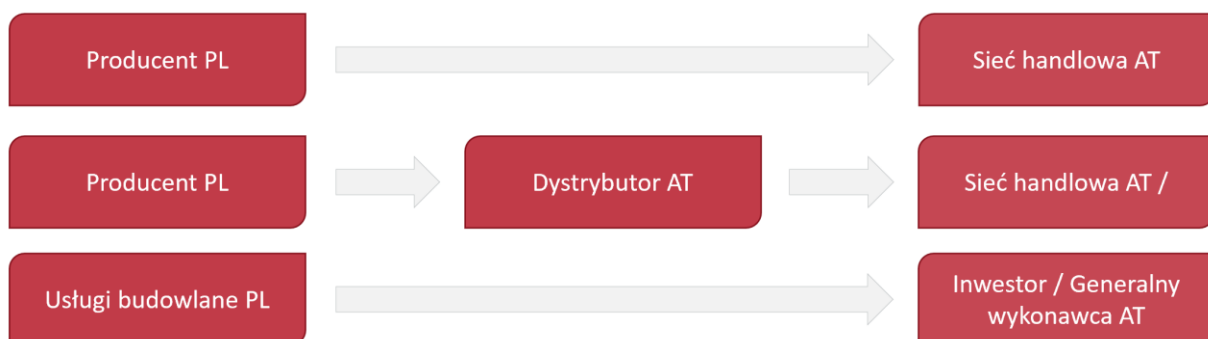 Producent PL
Sieć handlowa AT
Producent PL
Dystrybutor AT
Sieć handlowa AT /
Usługi budowlane PL
Inwestor / Generalny
wykonawca AT